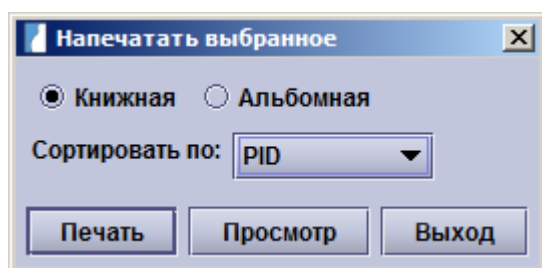 Напечатать выбранное
Книжная Альбомная
Сортировать по: PID
Печать Просмотр Выход